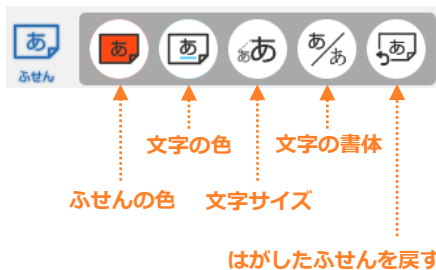 あ
ふせん
あ
あ
ああ
あ/あ
あ
文字の色
文字の書体
ふせんの色
文字サイズ
はがしたふせんを戻す